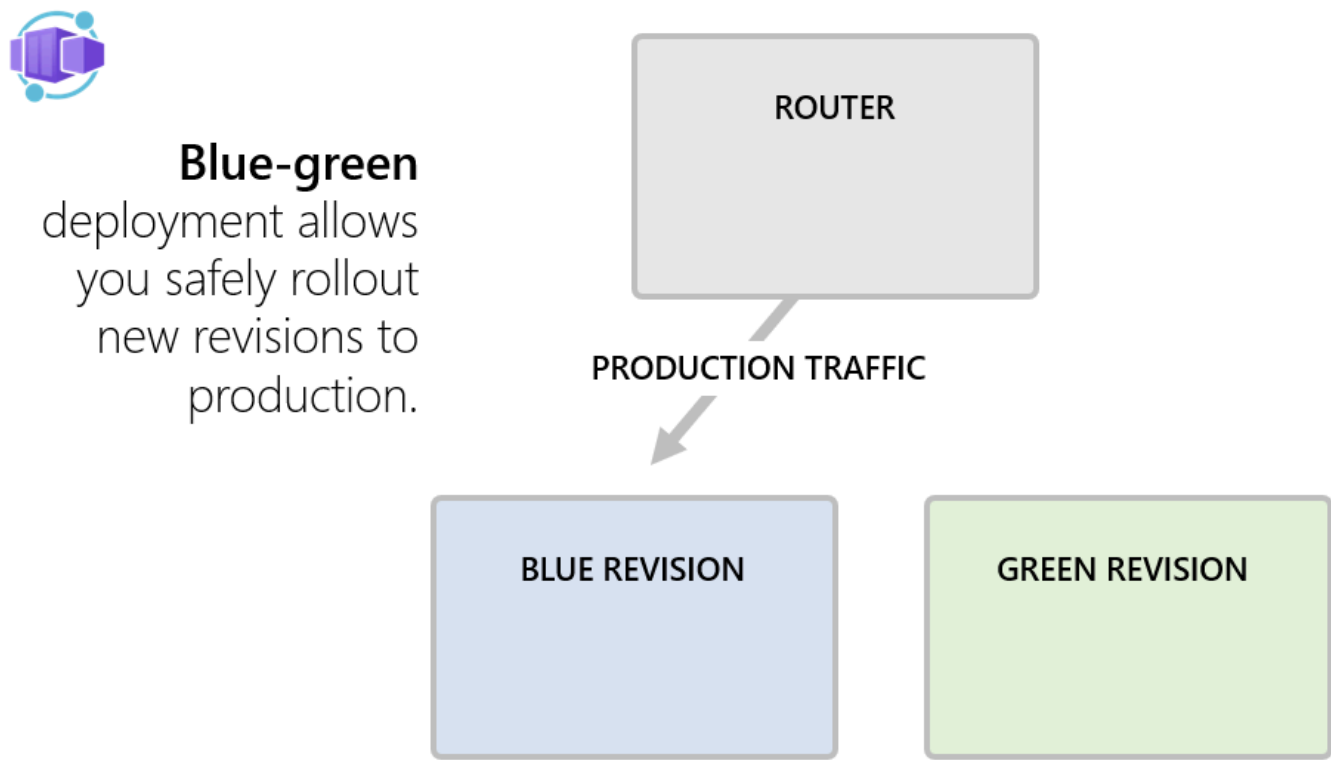 Blue-green
deployment allows
you safely rollout
new revisions to
production.
ROUTER
PRODUCTION TRAFFIC
BLUE REVISION
GREEN REVISION